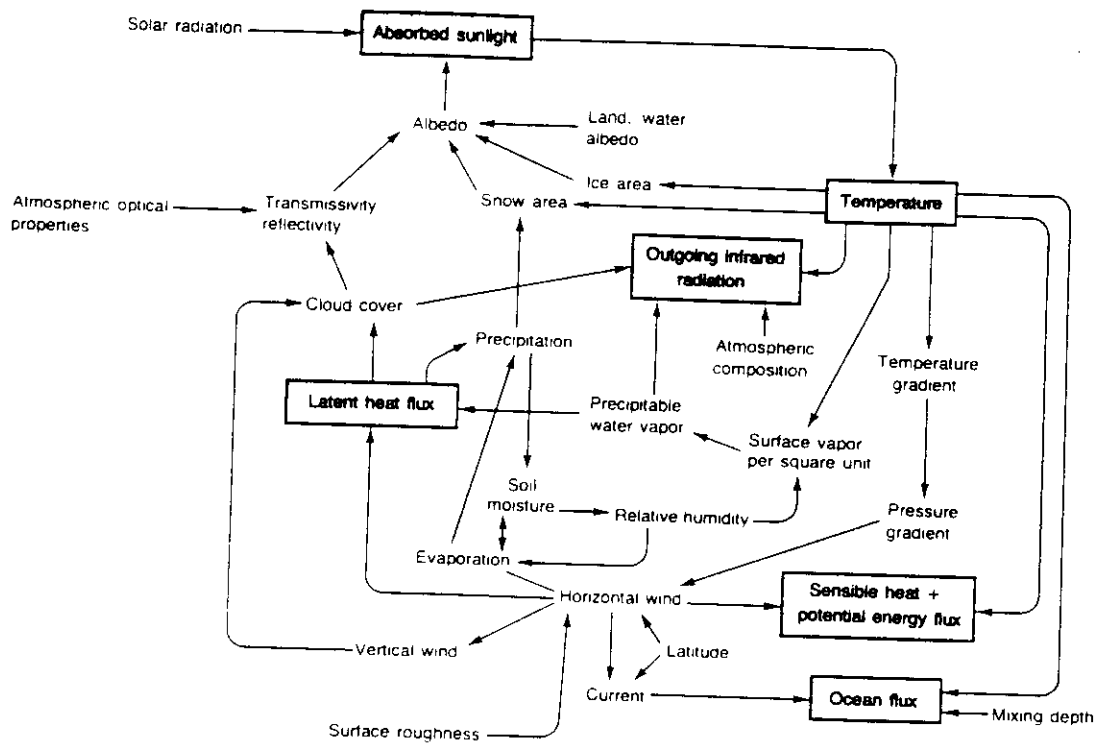 Solar radiation
Absorbed sunlight
Albedo
Land, water
albedo
Ice area
Snow area
Temperature
Atmospheric optical
properties
Transmissivity
reflectivity
Outgoing infrared
radiation
Cloud cover
Precipitation
Atmospheric
composition
Temperature
gradient
Latent heat flux
Precipitable
water vapor
Surface vapor
per square unit
Soil
moisture
Relative humidity
Pressure
gradient
Evaporation
Horizontal wind
Sensible heat +
potential energy flux
Vertical wind
Latitude
Current
Ocean flux
Mixing depth
Surface roughness